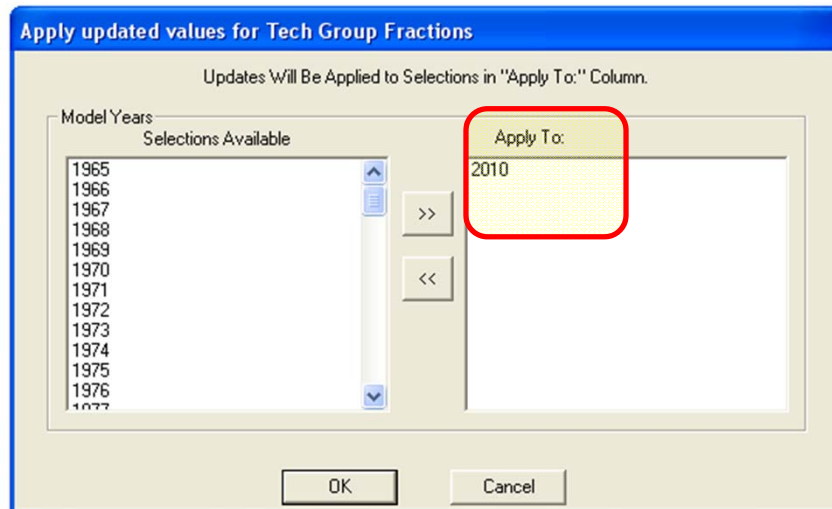 Apply updated values for Tech Group Fractions
Updates Will Be Applied to Selections in "Apply To:" Column.
Model Years
Selections Available
Apply To:
1965
1966
1967
1968
1969
1970
1971
1972
1973
1974
1975
1976
1977
>>
<<
2010
OK
Cancel